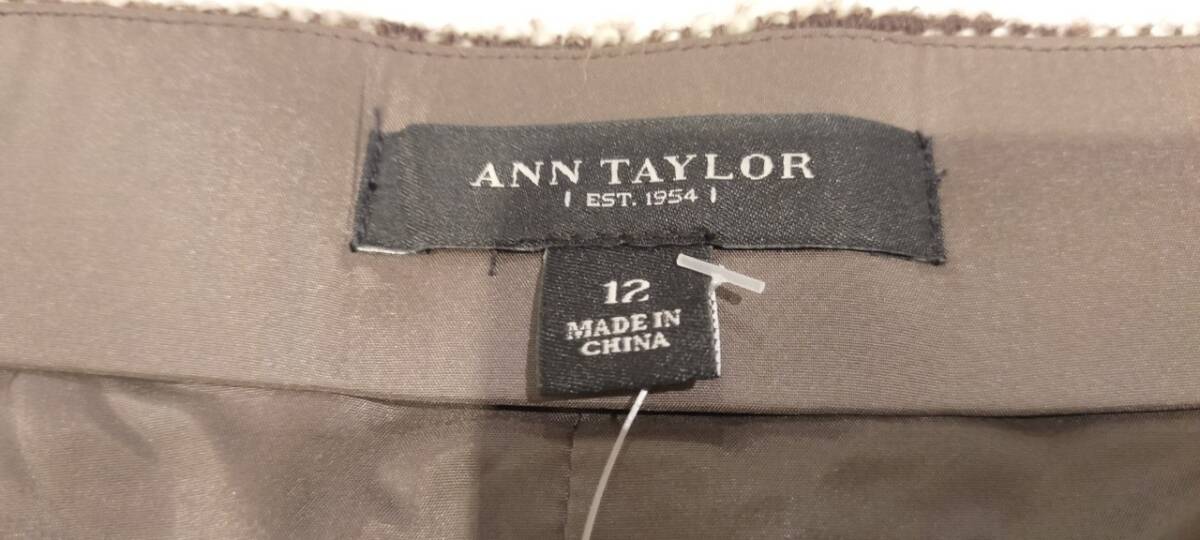 ANN TAYLOR
| EST. 1954 |
12
MADE IN
CHINA